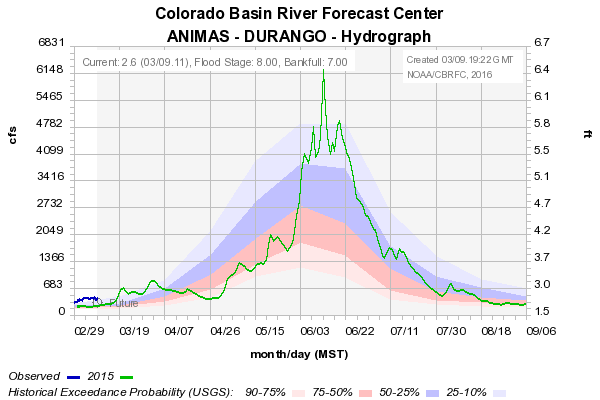 Colorado Basin River Forecast Center
ANIMAS - DURANGO - Hydrograph
6831 6.7
Current: 2.6 (03/09.11), Flood Stage: 8.00, Bankfull: 7.00 Created 03/09.19:22 GMT
NOAA/CBRFC, 2016
6148 6.4
5465 6.1
4782 5.8
cfs ft
4099 5.5
3416 5.1
2732 4.7
2049 4.2
1366 3.7
683 3.0
Future
0 1.5
02/29 03/19 04/07 04/26 05/15 06/03 06/22 07/11 07/30 08/18 09/06
month/day (MST)
Observed 2015
Historical Exceedance Probability (USGS): 90-75% 75-50% 50-25% 25-10%